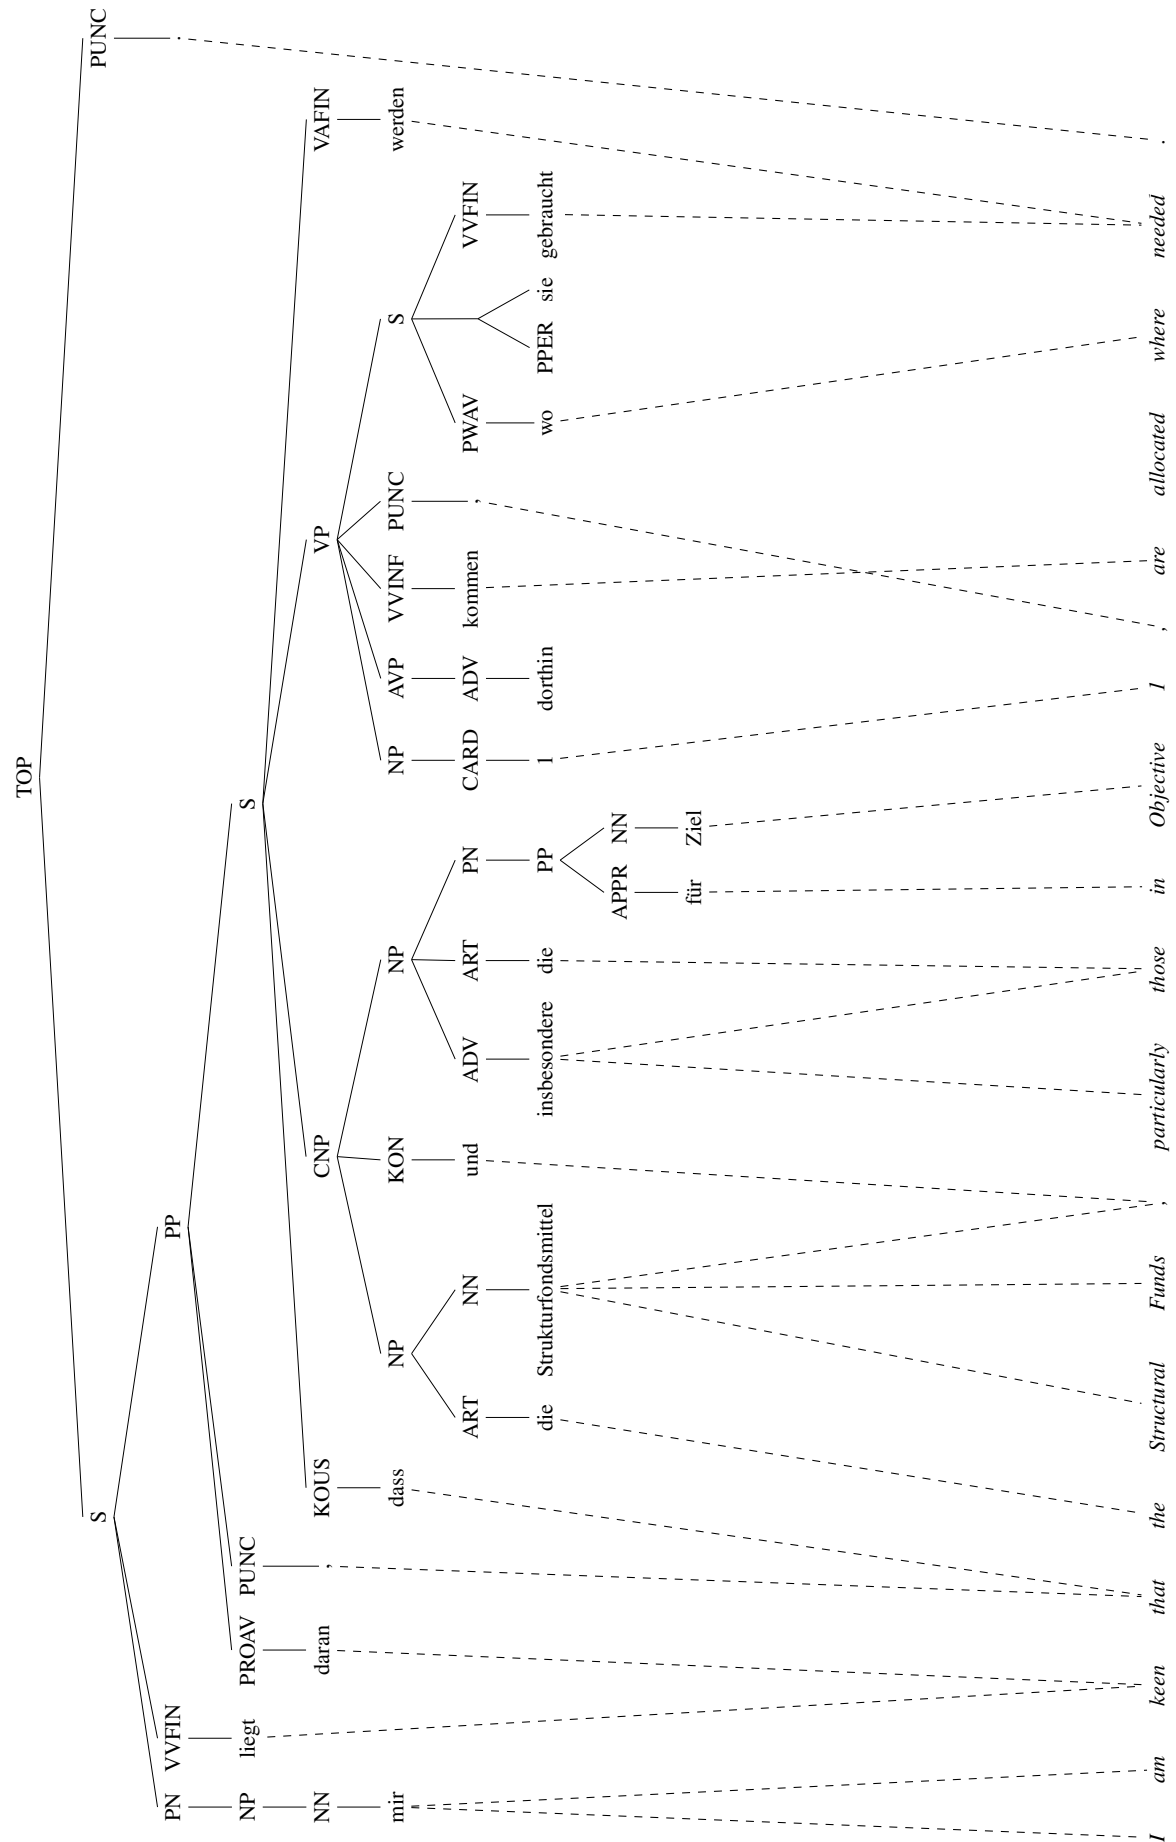 TOP
S PUNC
PN VVFIN PP .
NP liegt PROAV PUNC S
NN daran , KOUS CNP VP VAFIN
mir dass NP KON NP NP AVP VVINF PUNC S werden
ART NN und ADV ART PN CARD ADV kommen , PWAV VVFIN
die Strukturfondsmittel insbesondere die PP 1 dorthin wo PPER sie gebraucht
APPR NN
für Ziel
I am keen that the Structural Funds , particularly those in Objective 1 , are allocated where needed .